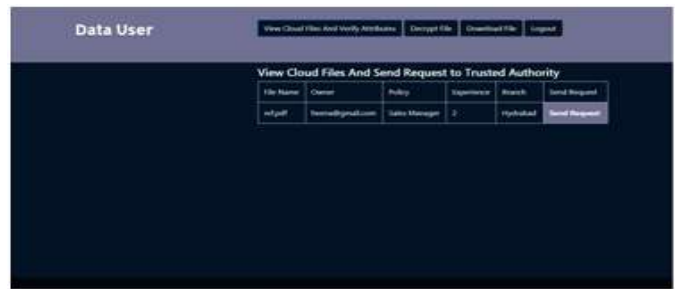 Data User
View Cloud Files And Verify Attributes Decrypt File Download File Logout
View Cloud Files And Send Request to Trusted Authority
File Name Owner Policy Experience Branch Send Request
Sales Manager 2 Hydrabad Send Request